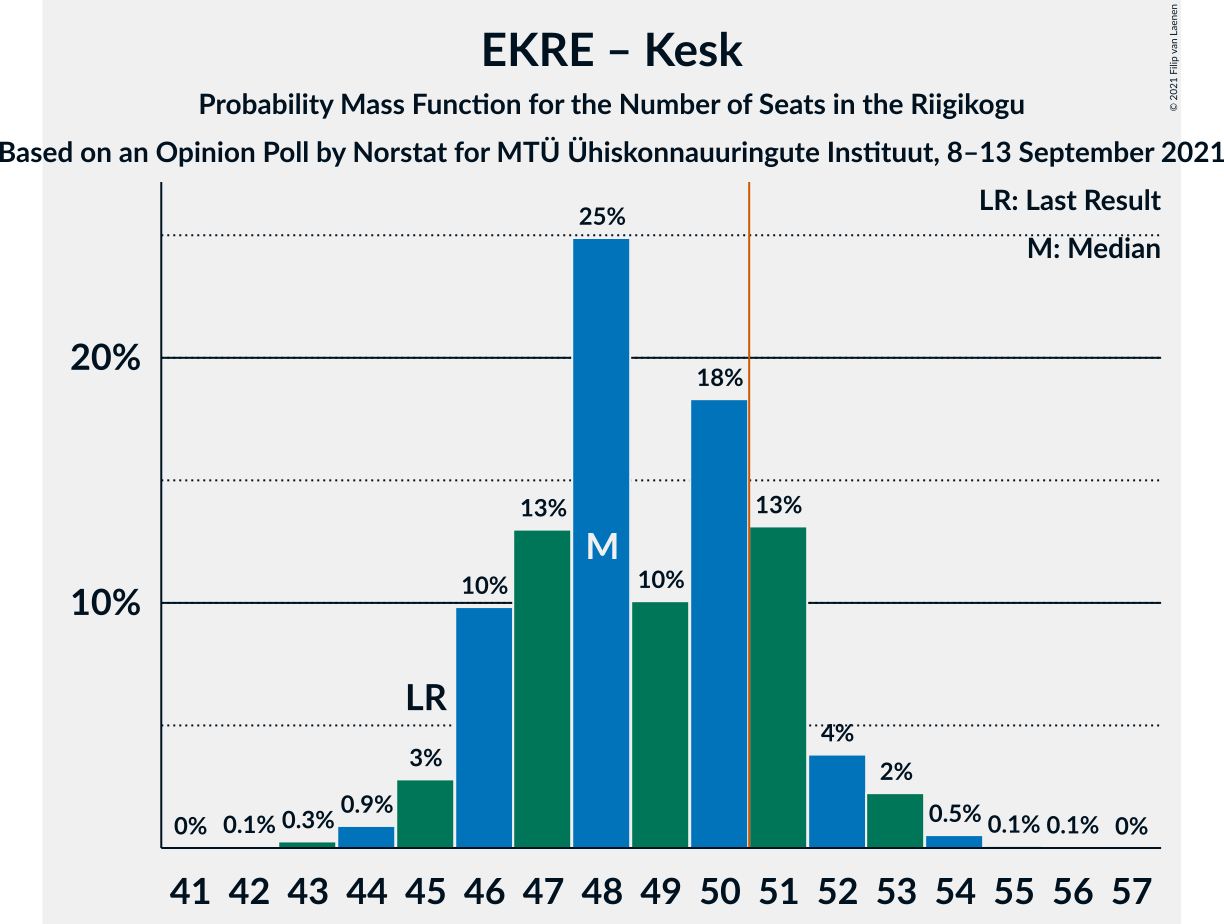 EKRE – Kesk
Probability Mass Function for the Number of Seats in the Riigikogu
Based on an Opinion Poll by Norstat for MTÜ Ühiskonnauuringute Instituut, 8–13 September 2021
© 2021 Filip van Laenen
LR: Last Result
M: Median
20%
10%
0% 0.1% 0.3% 0.9% 3% 10% 13% 25% 10% 18% 13% 4% 2% 0.5% 0.1% 0.1% 0%
LR
M
41 42 43 44 45 46 47 48 49 50 51 52 53 54 55 56 57